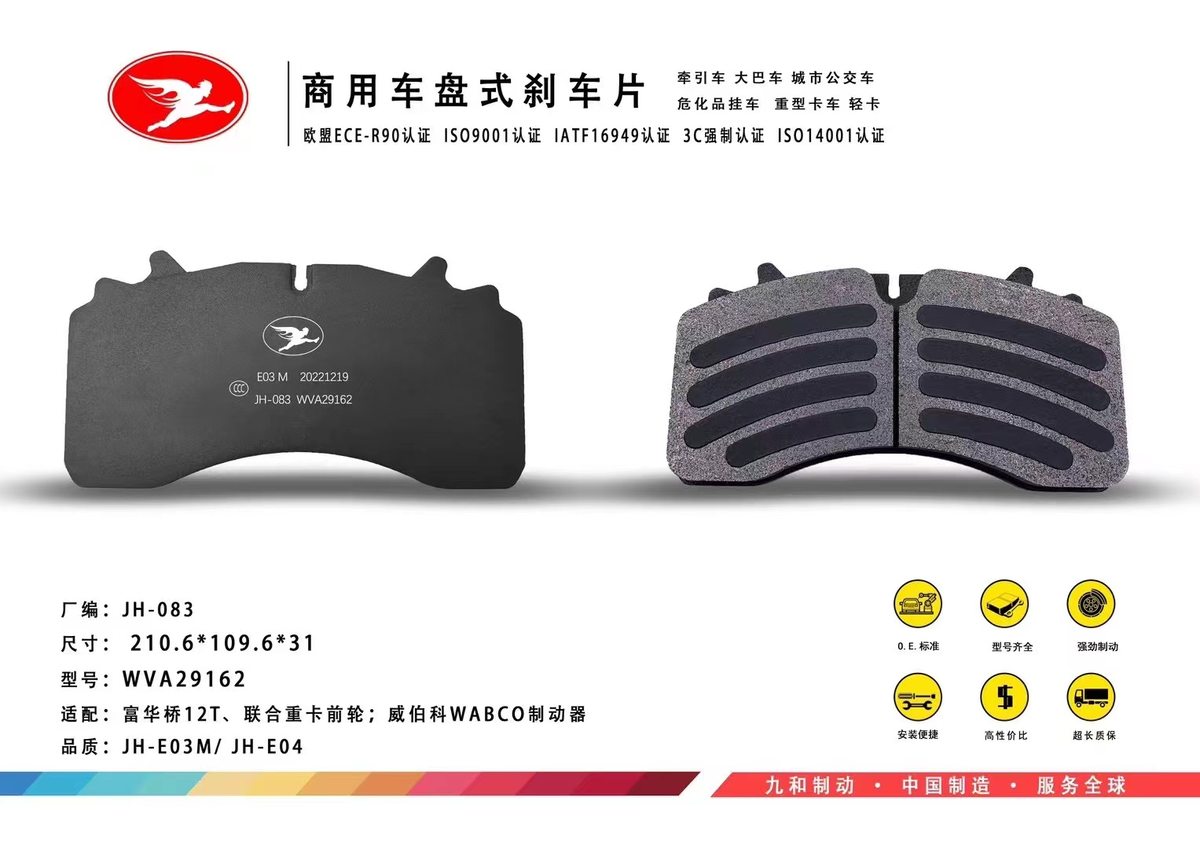 商用车盘式刹车片
牵引车 大巴车 城市公交车
危化品挂车 重型卡车 轻卡
欧盟ECE-R90认证 ISO9001认证 IATF16949认证 3C强制认证 ISO14001认证
E03 M 20221219
CCC
JH-083 WVA29162
厂编：JH-083
尺寸： 210.6*109.6*31
型号：WVA29162
适配：富华桥12T、联合重卡前轮；威伯科WABCO制动器
品质：JH-E03M/ JH-E04
O.E.标准
型号齐全
强劲制动
安装便捷
高性价比
超长质保
九和制动 · 中国制造 · 服务全球